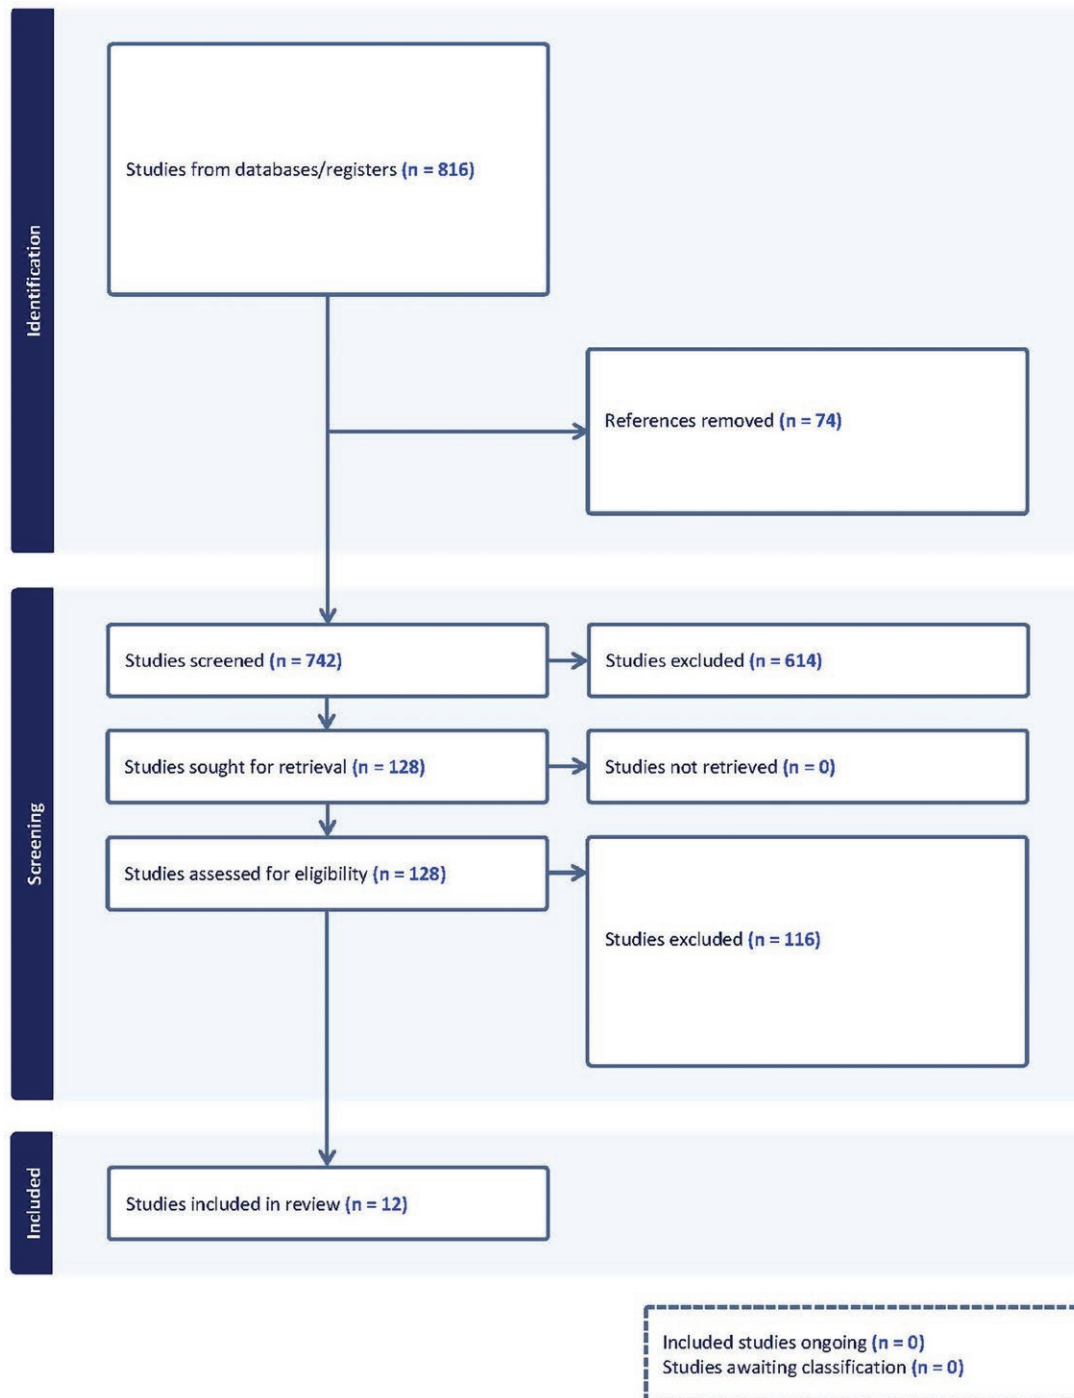 Identification
Studies from databases/registers (n = 816)
References removed (n = 74)
Screening
Studies screened (n = 742)
Studies excluded (n = 614)
Studies sought for retrieval (n = 128)
Studies not retrieved (n = 0)
Studies assessed for eligibility (n = 128)
Studies excluded (n = 116)
Included
Studies included in review (n = 12)
Included studies ongoing (n = 0)
Studies awaiting classification (n = 0)